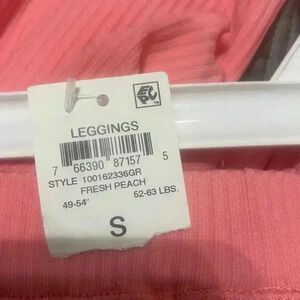 LEGGINGS
7 66390 87157 5
STYLE 100162336GR
FRESH PEACH
49-54" 52-63 LBS.
S